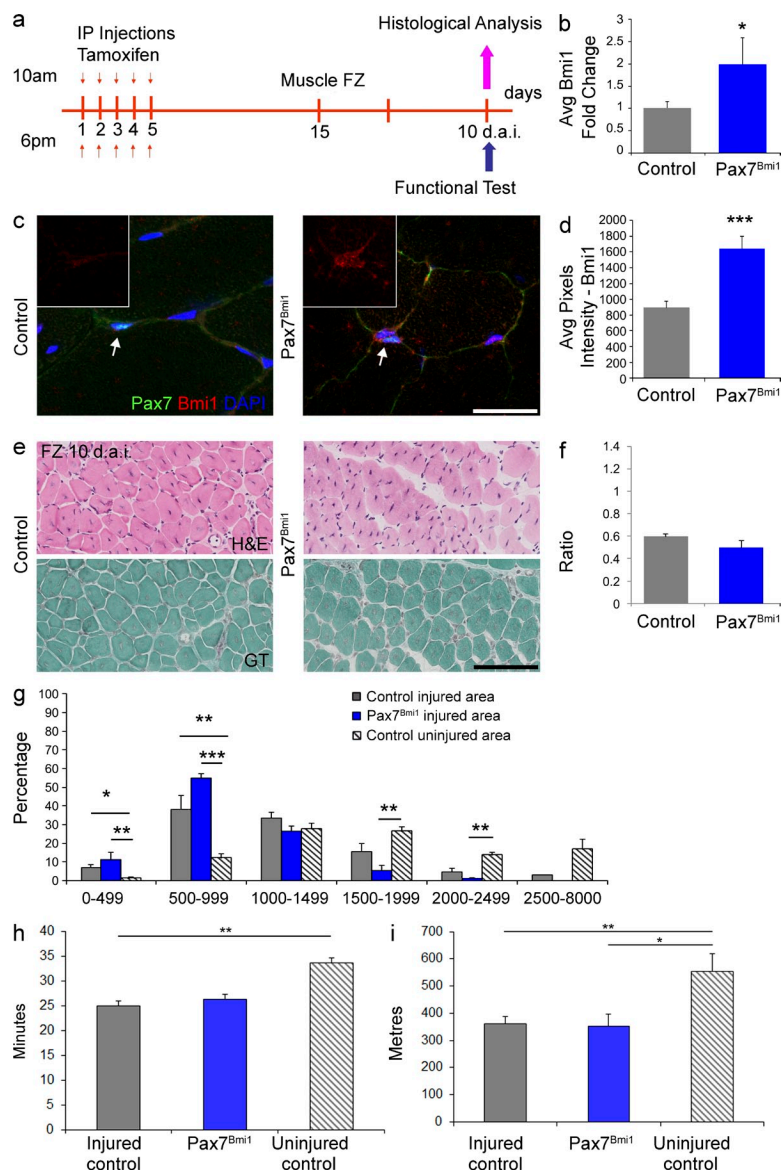 a
IP Injections
Tamoxifen
10am
6pm
1 2 3 4 5
Muscle FZ
15
Histological Analysis
days
10 d.a.i.
Functional Test
b
Avg Bmi1
Fold Change
3
2.5
2
1.5
1
0.5
0
*
Control Pax7Bmi1
c
Control
Pax7 Bmi1 DAPI
Pax7Bmi1
d
Avg Pixels
Intensity - Bmi1
2000
1800
1600
1400
1200
1000
800
600
400
200
0
***
Control Pax7Bmi1
e
FZ 10 d.a.i.
Control
H&E
GT
Pax7Bmi1
f
Ratio
1.4
1.2
1
0.8
0.6
0.4
0.2
0
Control Pax7Bmi1
g
Percentage
100
90
80
70
60
50
40
30
20
10
0
Control injured area
Pax7Bmi1 injured area
Control uninjured area
* ** ** *** ** **
0-499 500-999 1000-1499 1500-1999 2000-2499 2500-8000
h
Minutes
40
35
30
25
20
15
10
5
0
**
Injured control
Pax7Bmi1
Uninjured control
i
Metres
700
600
500
400
300
200
100
0
**
*
Injured control
Pax7Bmi1
Uninjured control